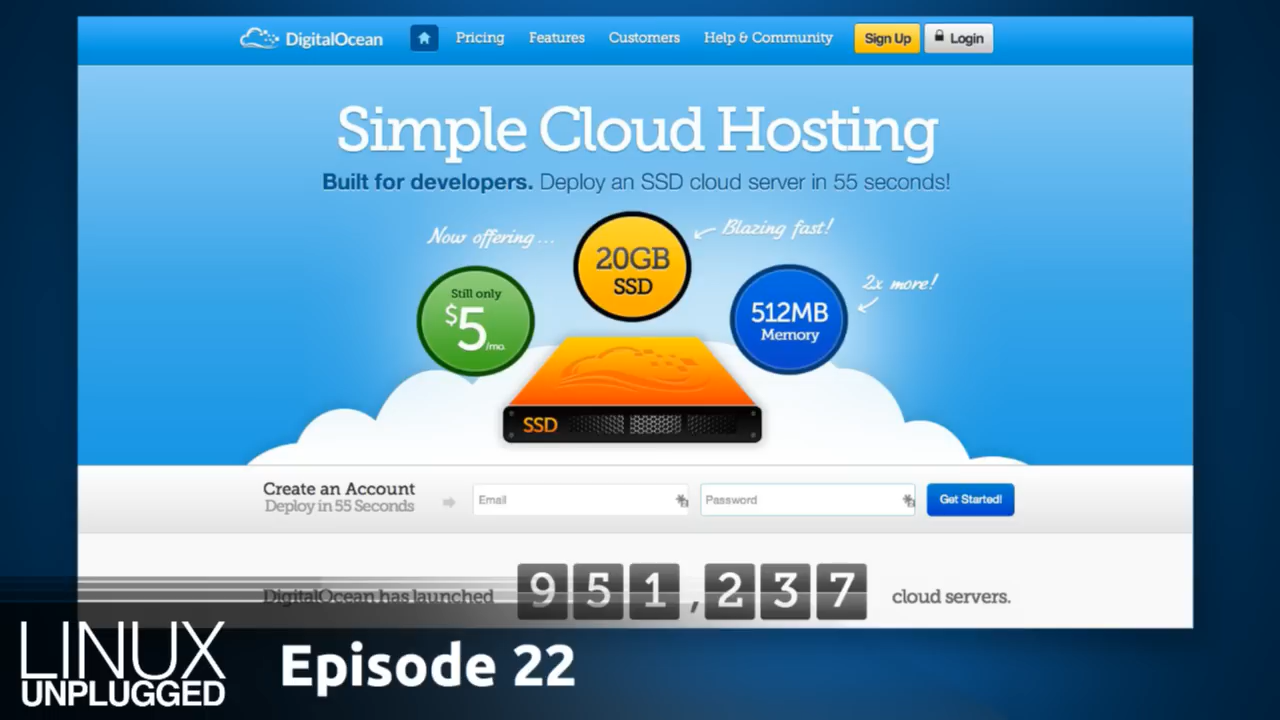 DigitalOcean
Pricing
Features
Customers
Help & Community
Sign Up
Login
Simple Cloud Hosting
Built for developers. Deploy an SSD cloud server in 55 seconds!
Now offering...
Blazing fast!
20GB
SSD
Still only
$5/mo.
2x more!
512MB
Memory
SSD
Create an Account
Deploy in 55 Seconds
Email
Password
Get Started!
DigitalOcean has launched 951,237 cloud servers.
LINUX
UNPLUGGED
Episode 22